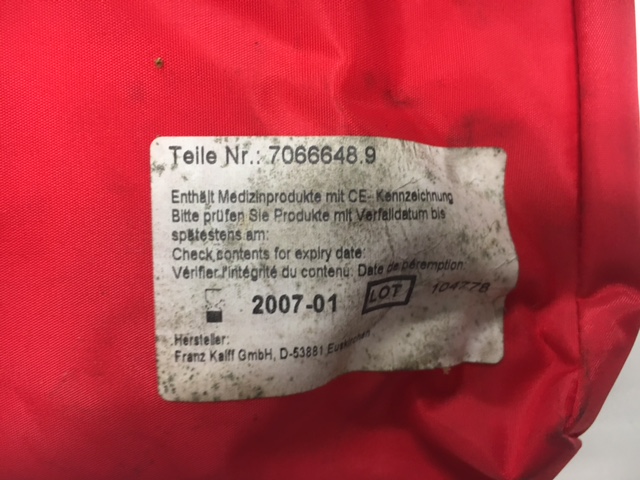 Teile Nr.: 7066648.9
Enthält Medizinprodukte mit CE- Kennzeichnung
Bitte prüfen Sie Produkte mit Verfalldatum bis
spätestens am:
Check contents for expiry date:
Vérifier l'intégrité du contenu. Date de péremption
2007-01 LOT 104778
Hersteller:
Franz Kalff GmbH, D-53881 Euskirchen